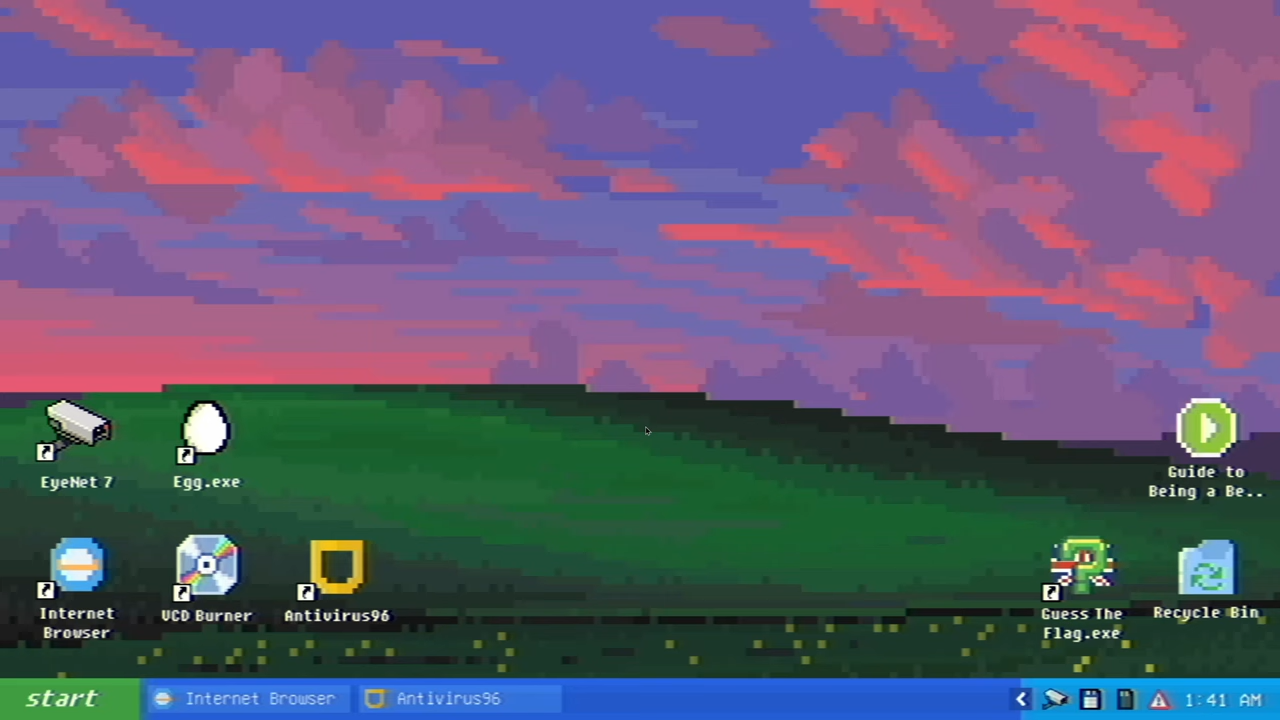 EyeNet 7
Egg.exe
Guide to
Being a Be..
Internet
Browser
VCD Burner
Antivirus96
Guess The
Flag.exe
Recycle Bin
start
Internet Browser
Antivirus96
1:41 AM